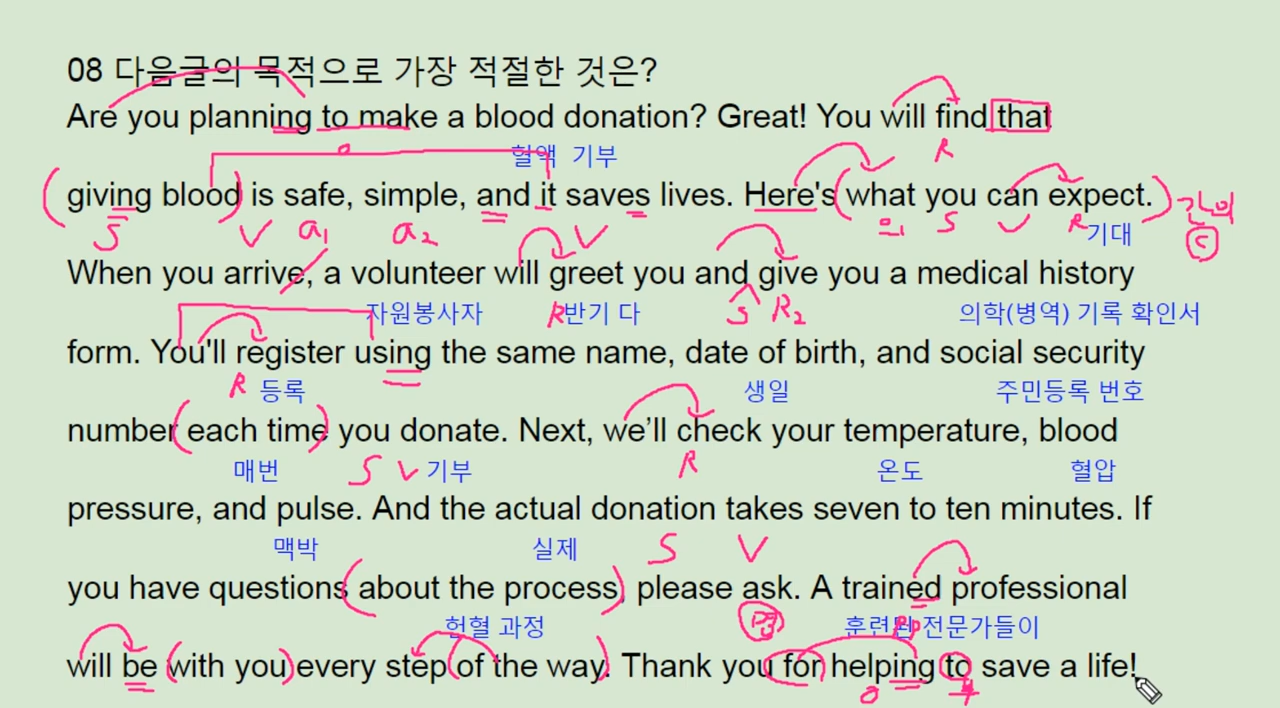 08 다음글의 목적으로 가장 적절한 것은?
Are you planning to make a blood donation? Great! You will find that
o 혈액 기부 R
giving blood is safe, simple, and it saves lives. Here's what you can expect.
S V a1 a2 V 의 S V R 기대 간의 C
When you arrive, a volunteer will greet you and give you a medical history
자원봉사자 R 반기 다 S R2 의학(병역) 기록 확인서
form. You'll register using the same name, date of birth, and social security
R 등록 생일 주민등록 번호
number each time you donate. Next, we'll check your temperature, blood
매번 S V 기부 R 온도 혈압
pressure, and pulse. And the actual donation takes seven to ten minutes. If
맥박 실제 S V
you have questions about the process, please ask. A trained professional
헌혈 과정 명 훈련된 전문가들이
will be with you every step of the way. Thank you for helping to save a life!
o